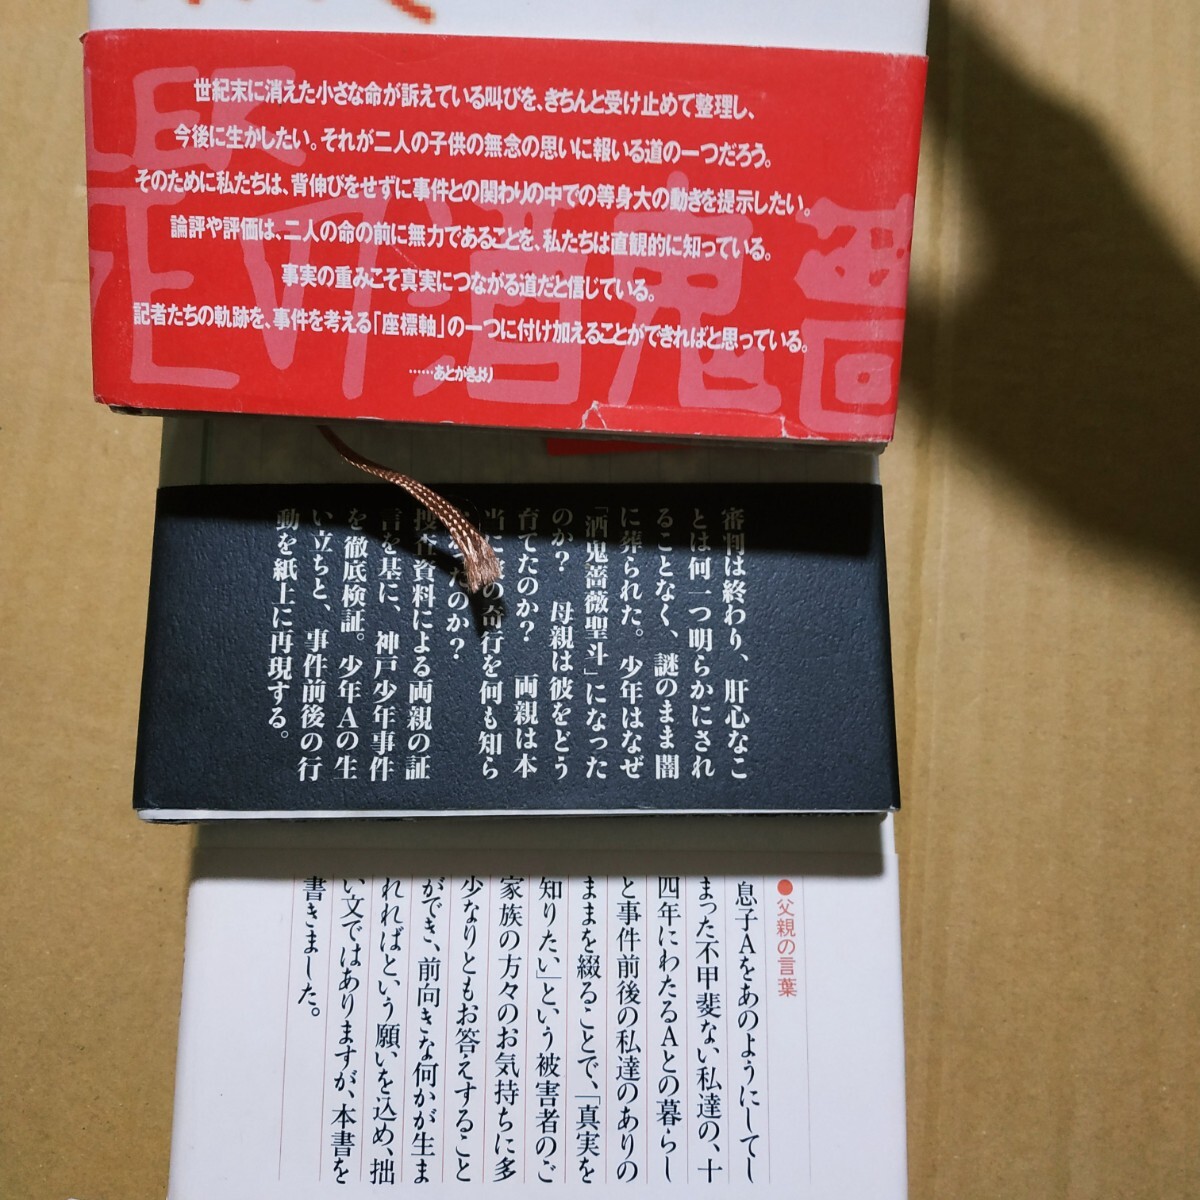 世紀末に消えた小さな命が訴えている叫びを、きちんと受け止めて整理し、
今後に生かしたい。それが二人の子供の無念の思いに報いる道の一つだろう。
そのために私たちは、背伸びをせずに事件との関わりの中での等身大の動きを提示したい。
論評や評価は、二人の命の前に無力であることを、私たちは直観的に知っている。
事実の重みこそ真実につながる道だと信じている。
記者たちの軌跡を、事件を考える「座標軸」の一つに付け加えることができればと思っている。
……あとがきより
酒鬼薔
審判は終わり、肝心なこ
とは何一つ明らかにされ
ることなく、謎のまま闇
に葬られた。少年はなぜ
「酒鬼薔薇聖斗」になった
のか？　母親は彼をどう
育てたのか？　両親は本
当に の奇行を何も知ら
たのか？
捜査資料による両親の証
言を基に、神戸少年事件
を徹底検証。少年Aの生
い立ちと、事件前後の行
動を紙上に再現する。
●父親の言葉
息子Aをあのようにしてし
まった不甲斐ない私達の、十
四年にわたるAとの暮らし
と事件前後の私達のありの
ままを綴ることで、「真実を
知りたい」という被害者のご
家族の方々のお気持ちに多
少なりともお答えすること
ができ、前向きな何かが生ま
れればという願いを込め、拙
い文ではありますが、本書を
書きました。